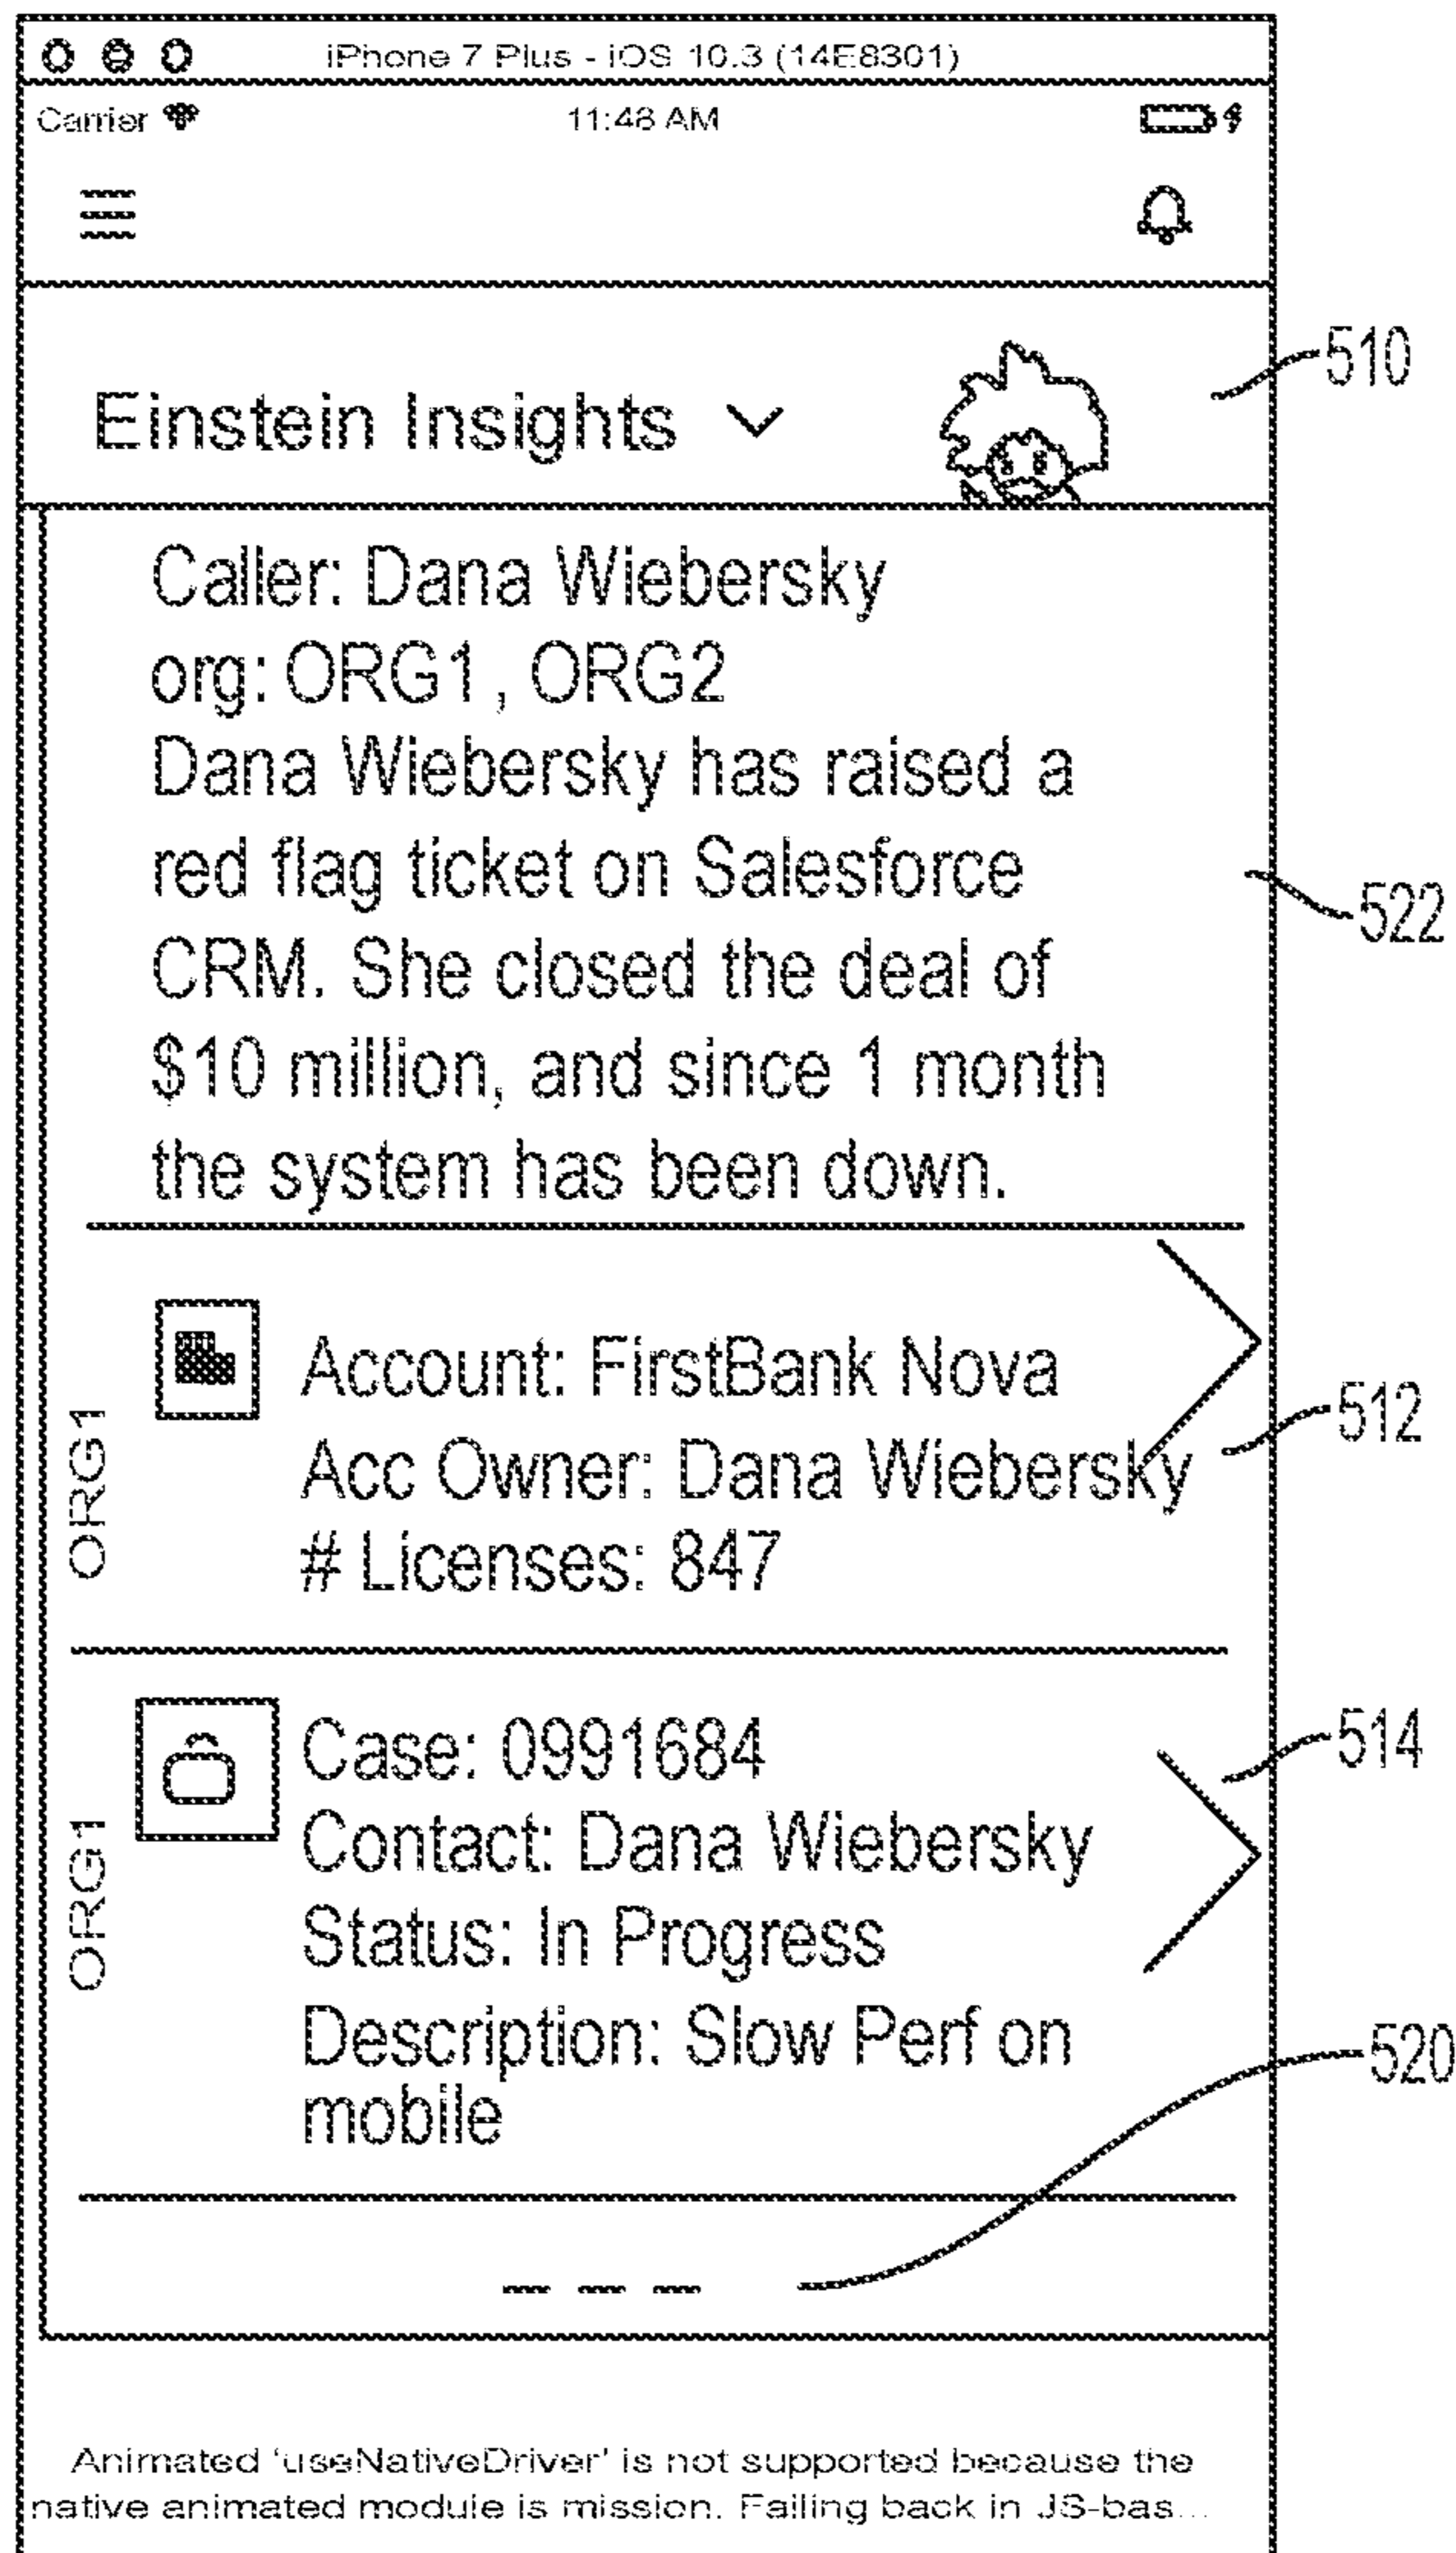 iPhone 7 Plus - iOS 10.3 (14E8301)
Carrier 11:48 AM
510
Einstein Insights
Caller: Dana Wiebersky
org: ORG1, ORG2
Dana Wiebersky has raised a
red flag ticket on Salesforce
522
CRM. She closed the deal of
$10 million, and since 1 month
the system has been down.
Account: FirstBank Nova
512
ORG1
Acc Owner: Dana Wiebersky
# Licenses: 847
Case: 0991684
514
Contact: Dana Wiebersky
ORG1
Status: In Progress
Description: Slow Perf on
520
mobile
Animated 'useNativeDriver' is not supported because the
native animated module is mission. Failing back in JS-bas...